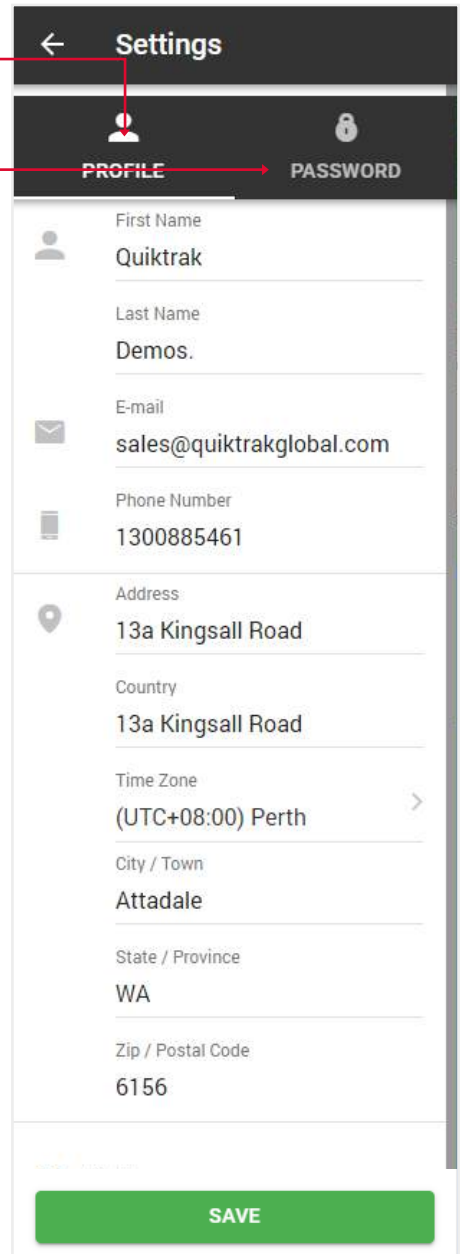 Settings
PROFILE
PASSWORD
First Name
Quiktrak
Last Name
Demos.
E-mail
sales@quiktrakglobal.com
Phone Number
1300885461
Address
13a Kingsall Road
Country
13a Kingsall Road
Time Zone
(UTC+08:00) Perth
City / Town
Attadale
State / Province
WA
Zip / Postal Code
6156
SAVE